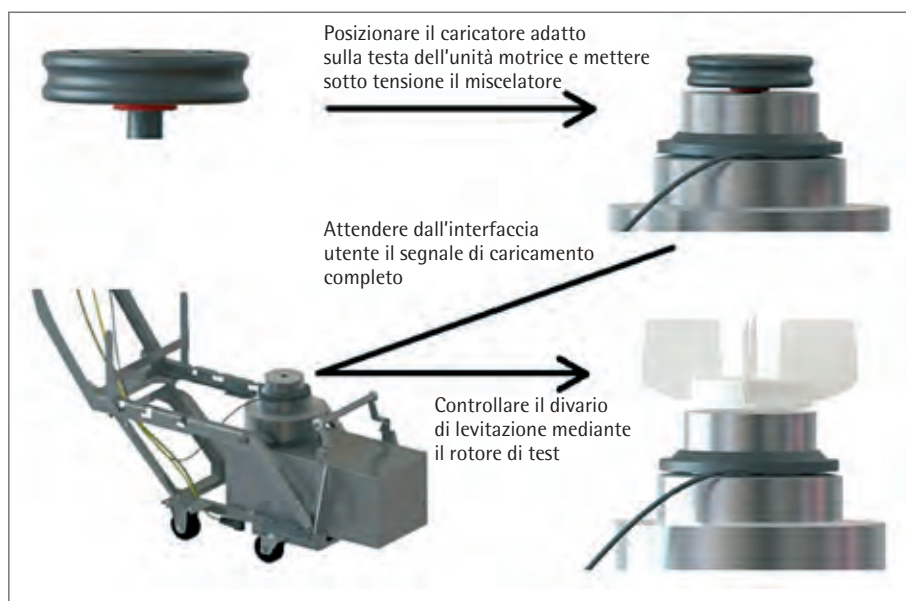 Posizionare il caricatore adatto
sulla testa dell'unità motrice e mettere
sotto tensione il miscelatore
Attendere dall'interfaccia
utente il segnale di caricamento
completo
Controllare il divario
di levitazione mediante
il rotore di test